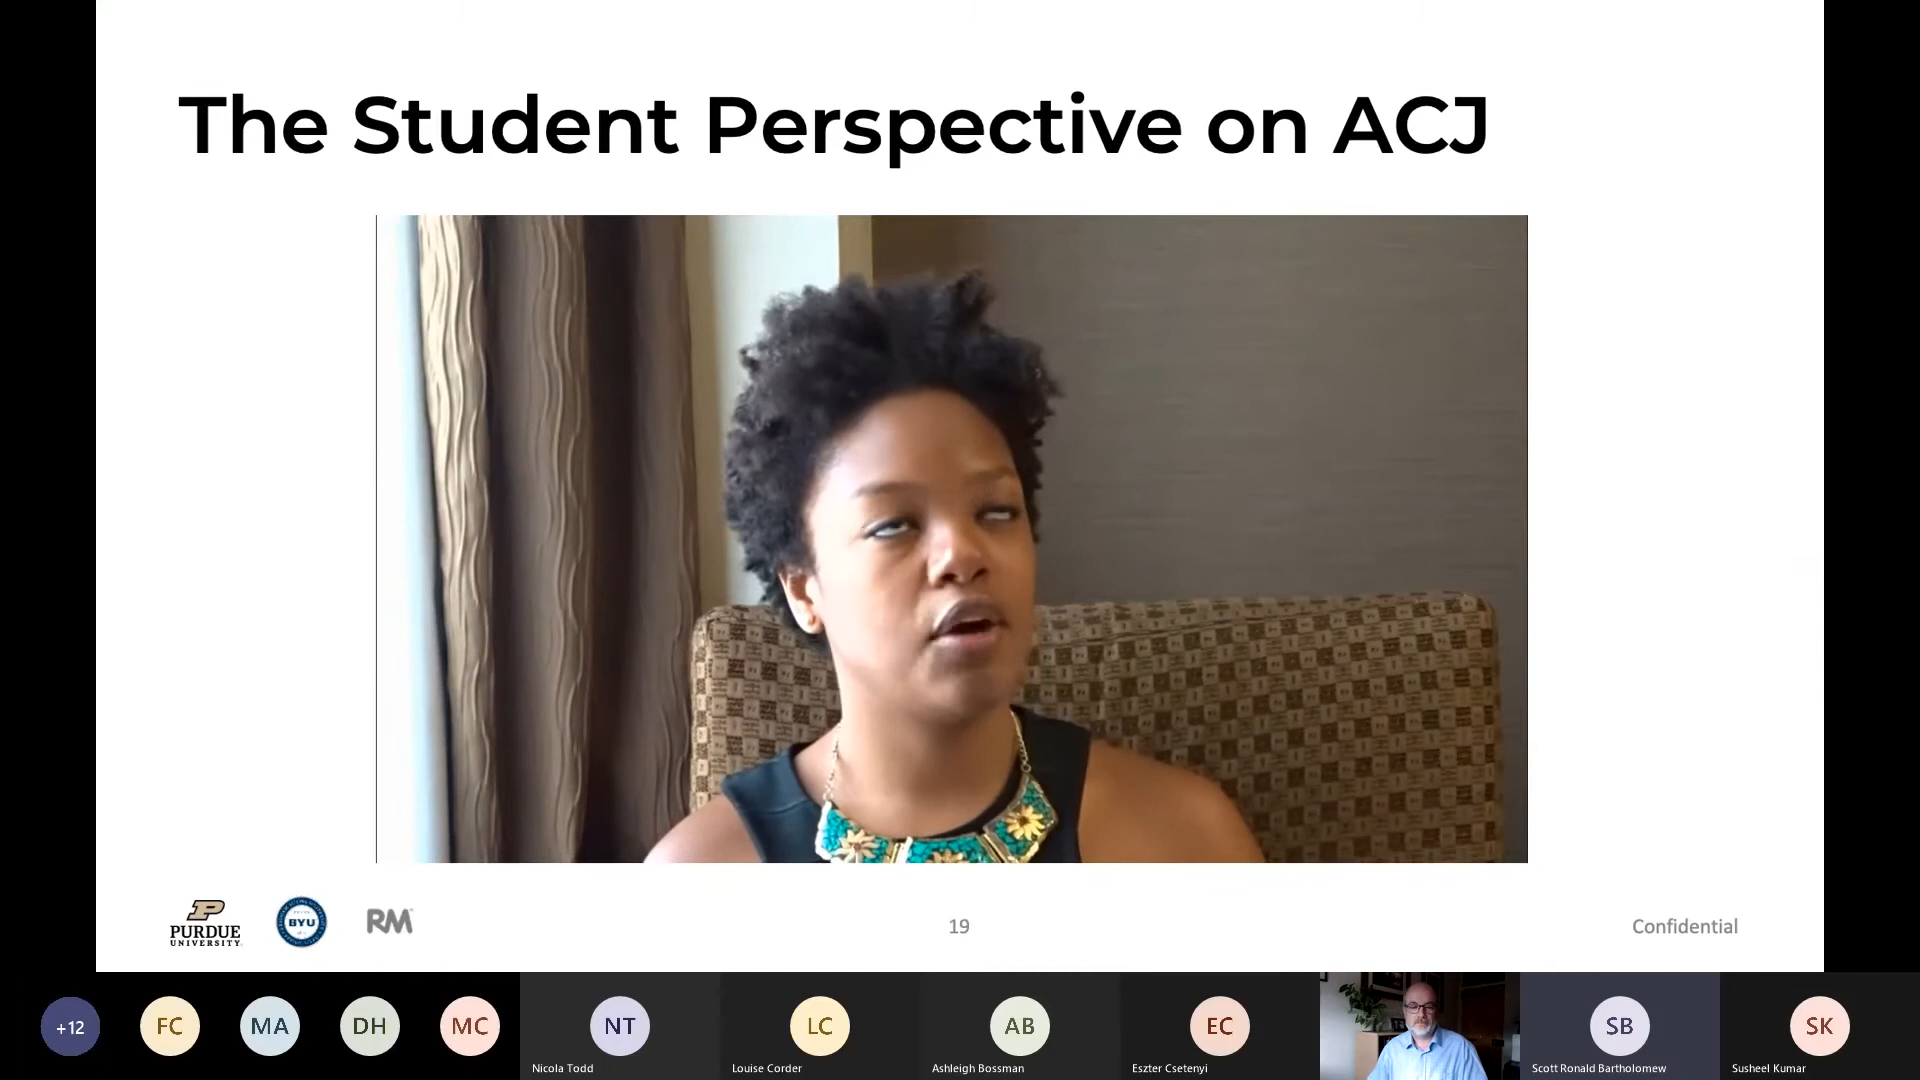 The Student Perspective on ACJ
PURDUE
UNIVERSITY
BYU
RM
19
Confidential
+12
FC
MA
DH
MC
NT
LC
AB
EC
SB
SK
Nicola Todd
Louise Corder
Ashleigh Bossman
Eszter Csetenyi
Scott Ronald Bartholomew
Susheel Kumar